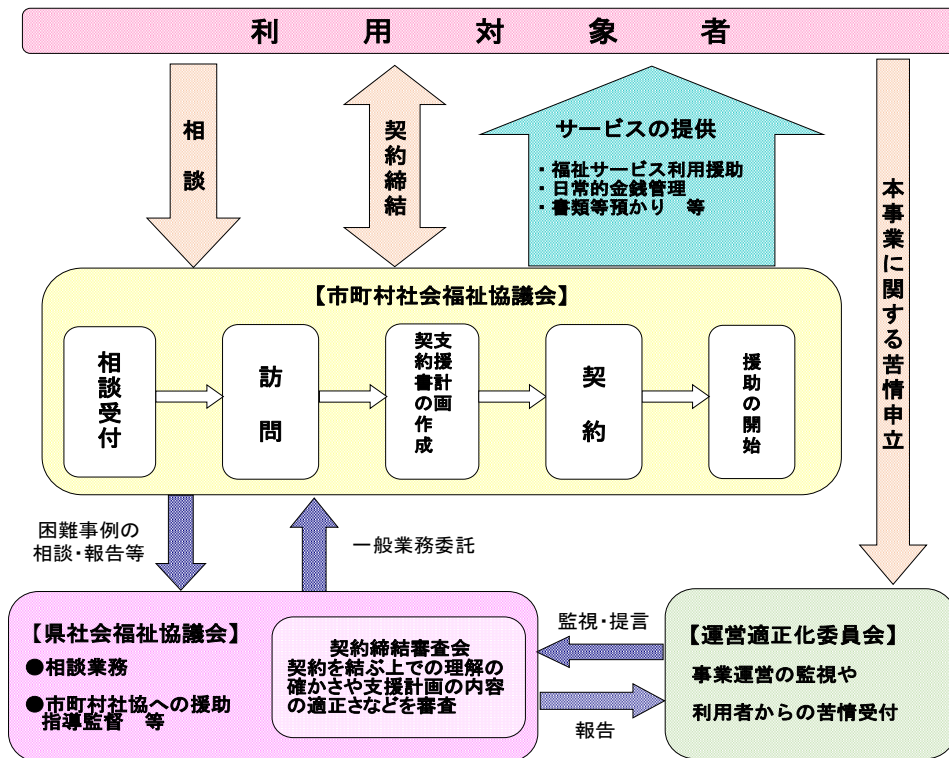 利用対象者
相談
契約締結
サービスの提供
・福祉サービス利用援助
・日常的金銭管理
・書類等預かり　等
本事業に関する苦情申立
【市町村社会福祉協議会】
相談受付
訪問
支援計画
契約書の作成
契約
援助の開始
困難事例の
相談・報告等
一般業務委託
【県社会福祉協議会】
●相談業務
●市町村社協への援助
指導監督　等
契約締結審査会
契約を結ぶ上での理解の
確かさや支援計画の内容
の適正さなどを審査
監視・提言
報告
【運営適正化委員会】
事業運営の監視や
利用者からの苦情受付